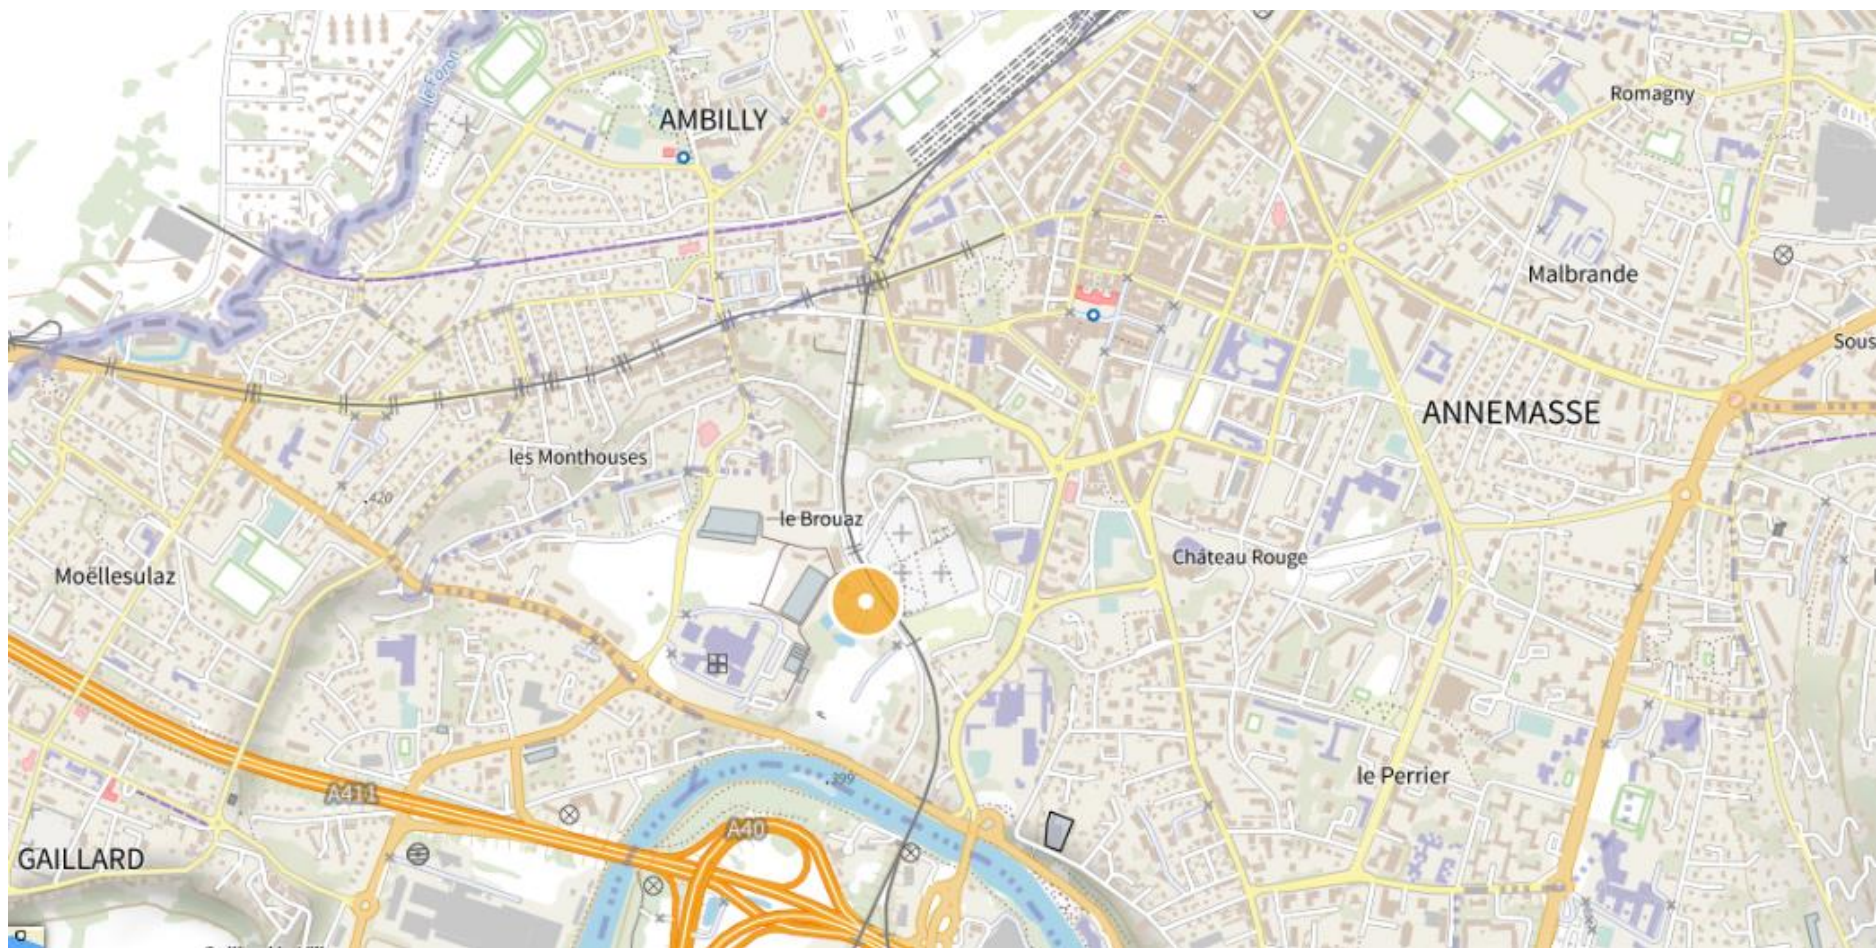 le Foron
AMBILLY
Romagny
Malbrande
Sous
ANNEMASSE
les Monthouses
420
le Brouaz
Château Rouge
Moëllesulaz
le Perrier
399
A411
A40
GAILLARD